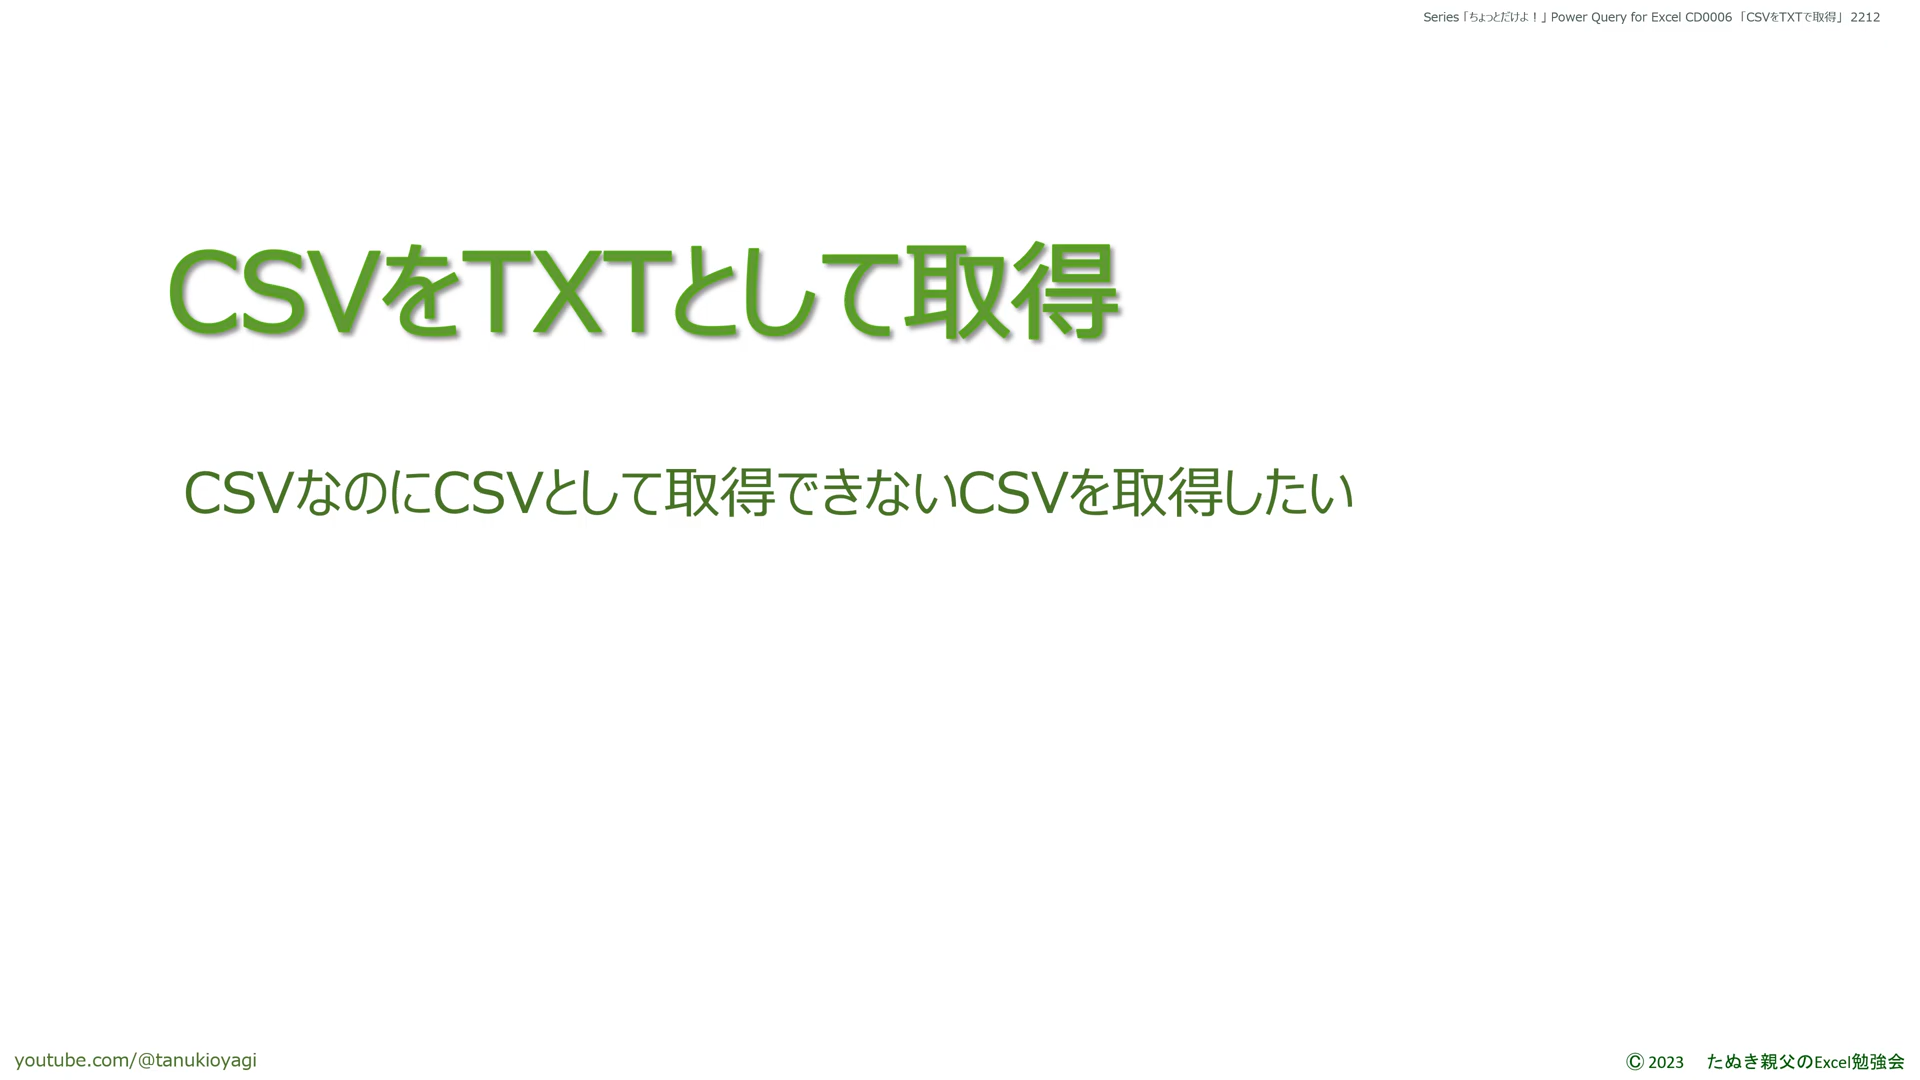 Series「ちょっとだけよ！」Power Query for Excel CD0006「CSVをTXTで取得」 2212
CSVをTXTとして取得
CSVなのにCSVとして取得できないCSVを取得したい
youtube.com/@tanukioyagi
Ⓒ 2023 たぬき親父のExcel勉強会